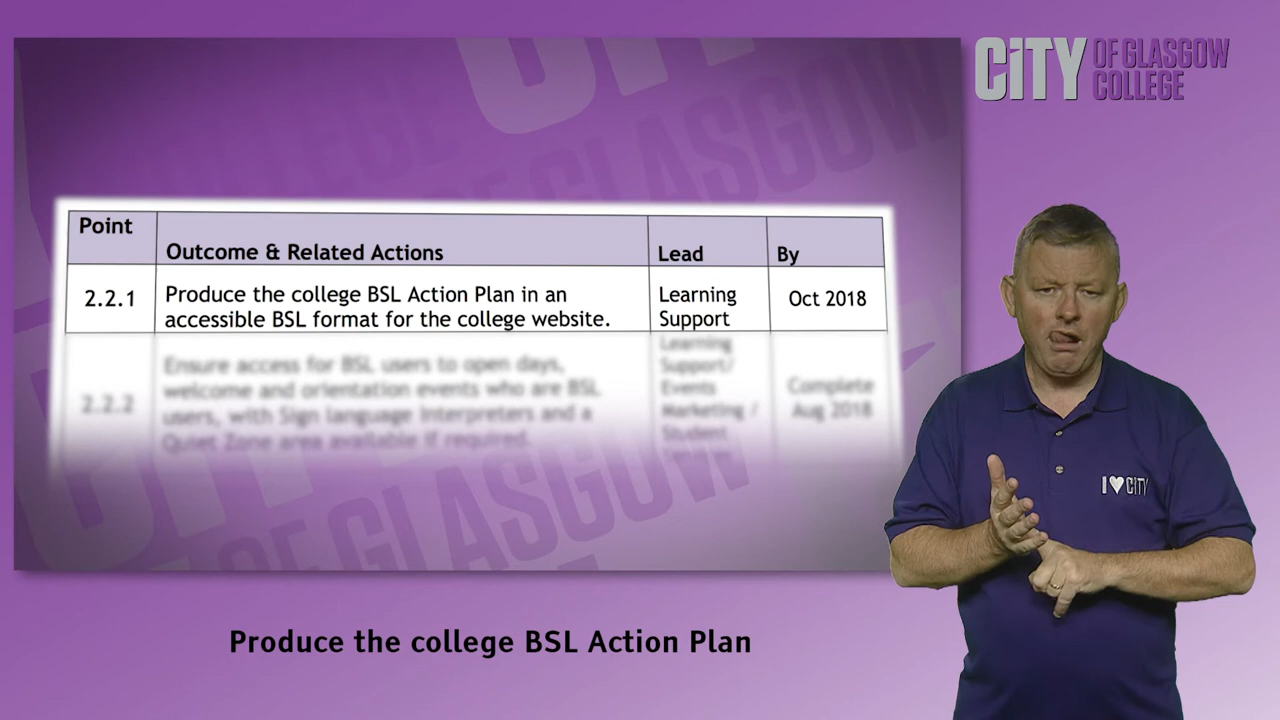 CiTY OF GLASGOW
COLLEGE
Point
Outcome & Related Actions
Lead
By
2.2.1
Produce the college BSL Action Plan in an
accessible BSL format for the college website.
Learning
Support
Oct 2018
2.2.2
Ensure access for BSL users to open days,
welcome and orientation events who are BSL
users, with Sign language Interpreters and a
Quiet Zone area available if required.
Learning
Support/
Events
Marketing /
Student
Complete
Aug 2018
I ♥ CiTY
Produce the college BSL Action Plan